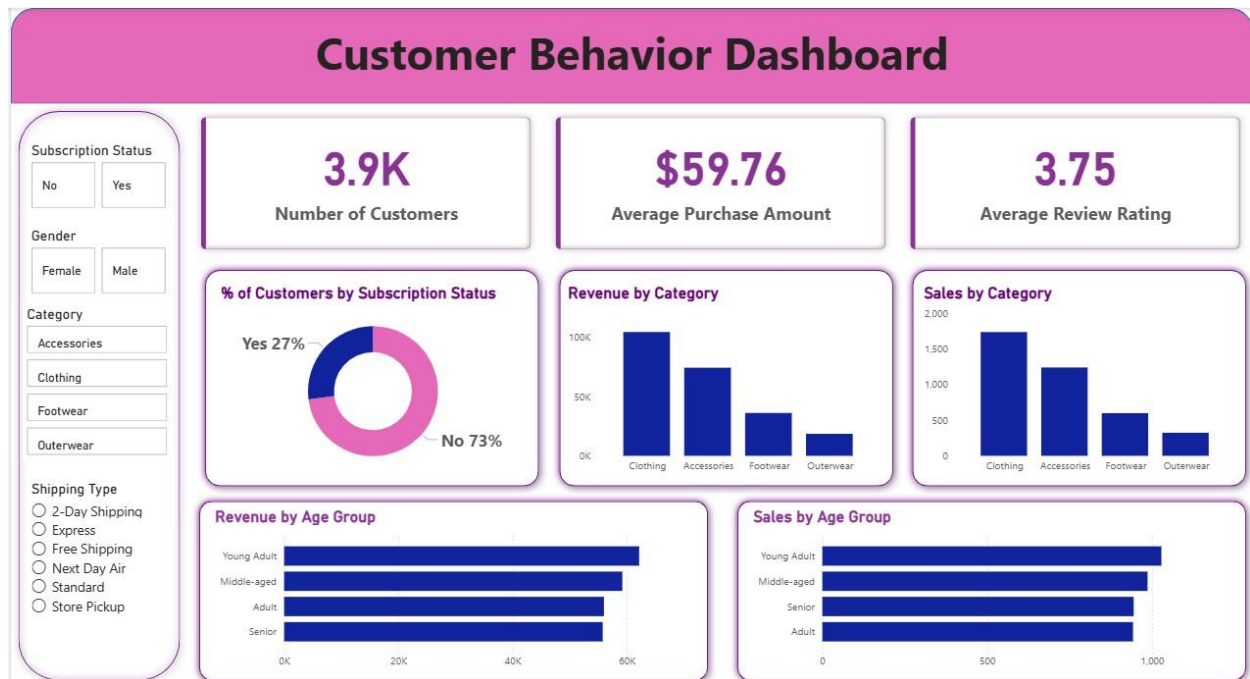 Customer Behavior Dashboard
Subscription Status
No Yes
Gender
Female Male
Category
Accessories
Clothing
Footwear
Outerwear
Shipping Type
2-Day Shipping
Express
Free Shipping
Next Day Air
Standard
Store Pickup
3.9K
Number of Customers
$59.76
Average Purchase Amount
3.75
Average Review Rating
% of Customers by Subscription Status
Yes 27%
No 73%
Revenue by Category
100K
50K
0K
Clothing Accessories Footwear Outerwear
Sales by Category
2,000
1,500
1,000
500
0
Clothing Accessories Footwear Outerwear
Revenue by Age Group
Young Adult
Middle-aged
Adult
Senior
0K 20K 40K 60K
Sales by Age Group
Young Adult
Middle-aged
Senior
Adult
0 500 1,000